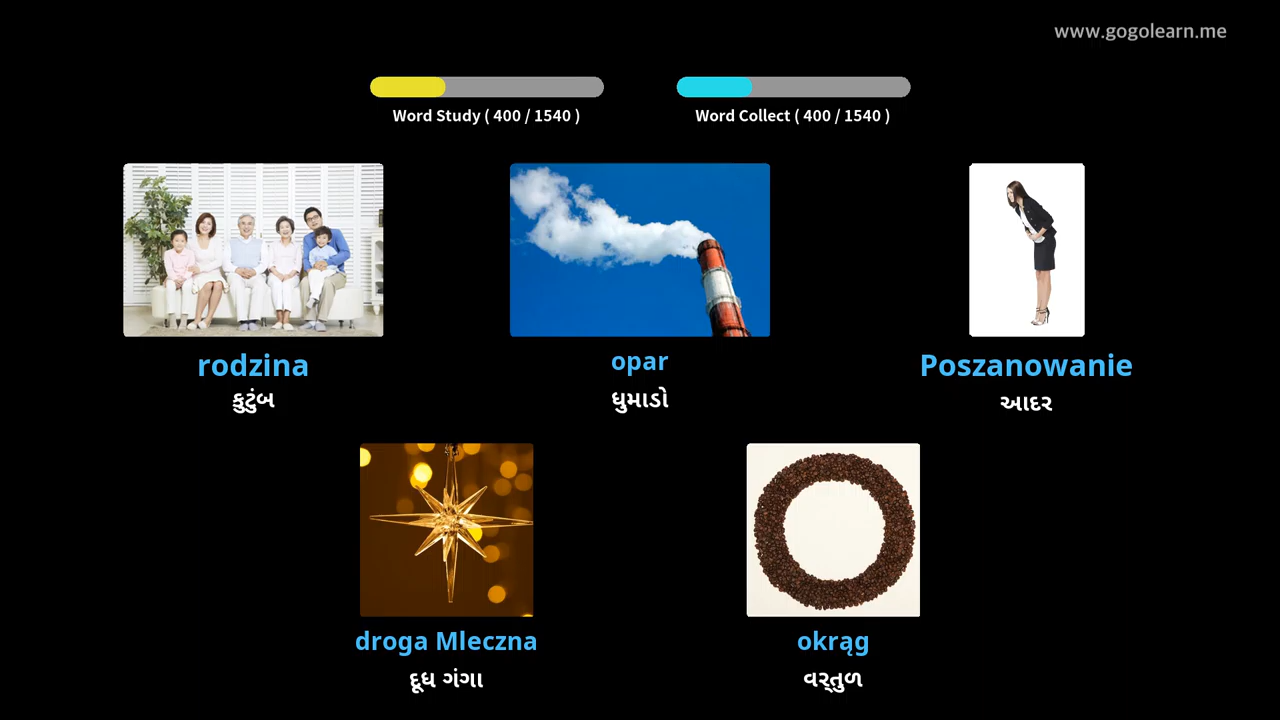 www.gogolearn.me
Word Study ( 400 / 1540 )
Word Collect ( 400 / 1540 )
rodzina
કુટુંબ
opar
ધુમાડો
Poszanowanie
આદર
droga Mleczna
દૂધ ગંગા
okrąg
વર્તુળ